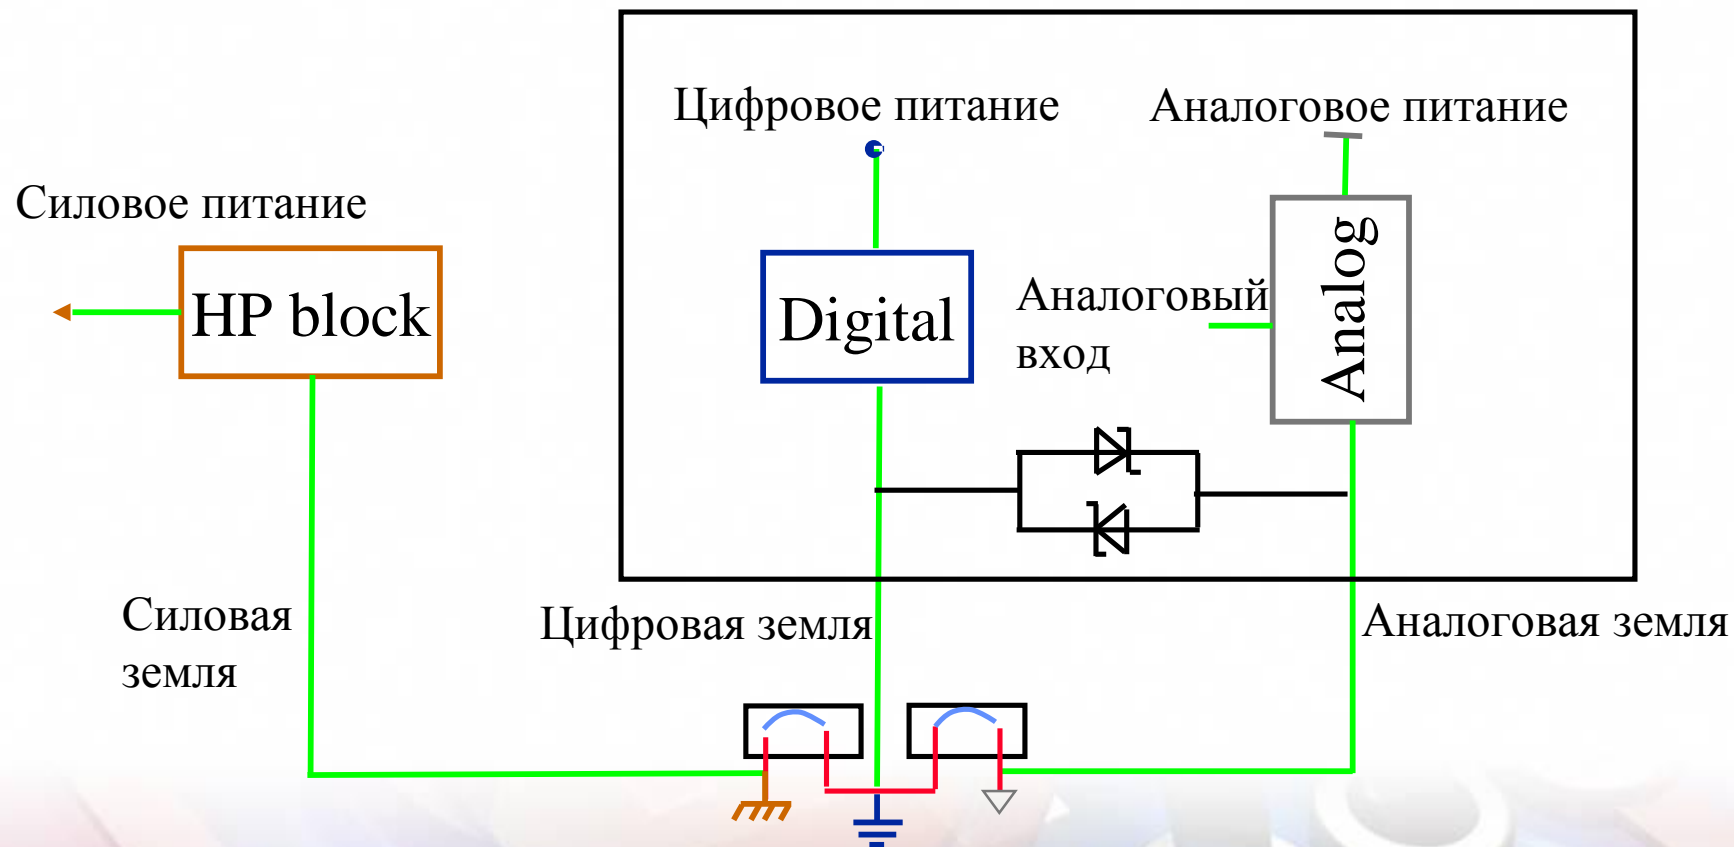 Цифровое питание
Аналоговое питание
Силовое питание
HP block
Digital
Аналоговый
вход
Analog
Силовая
земля
Цифровая земля
Аналоговая земля